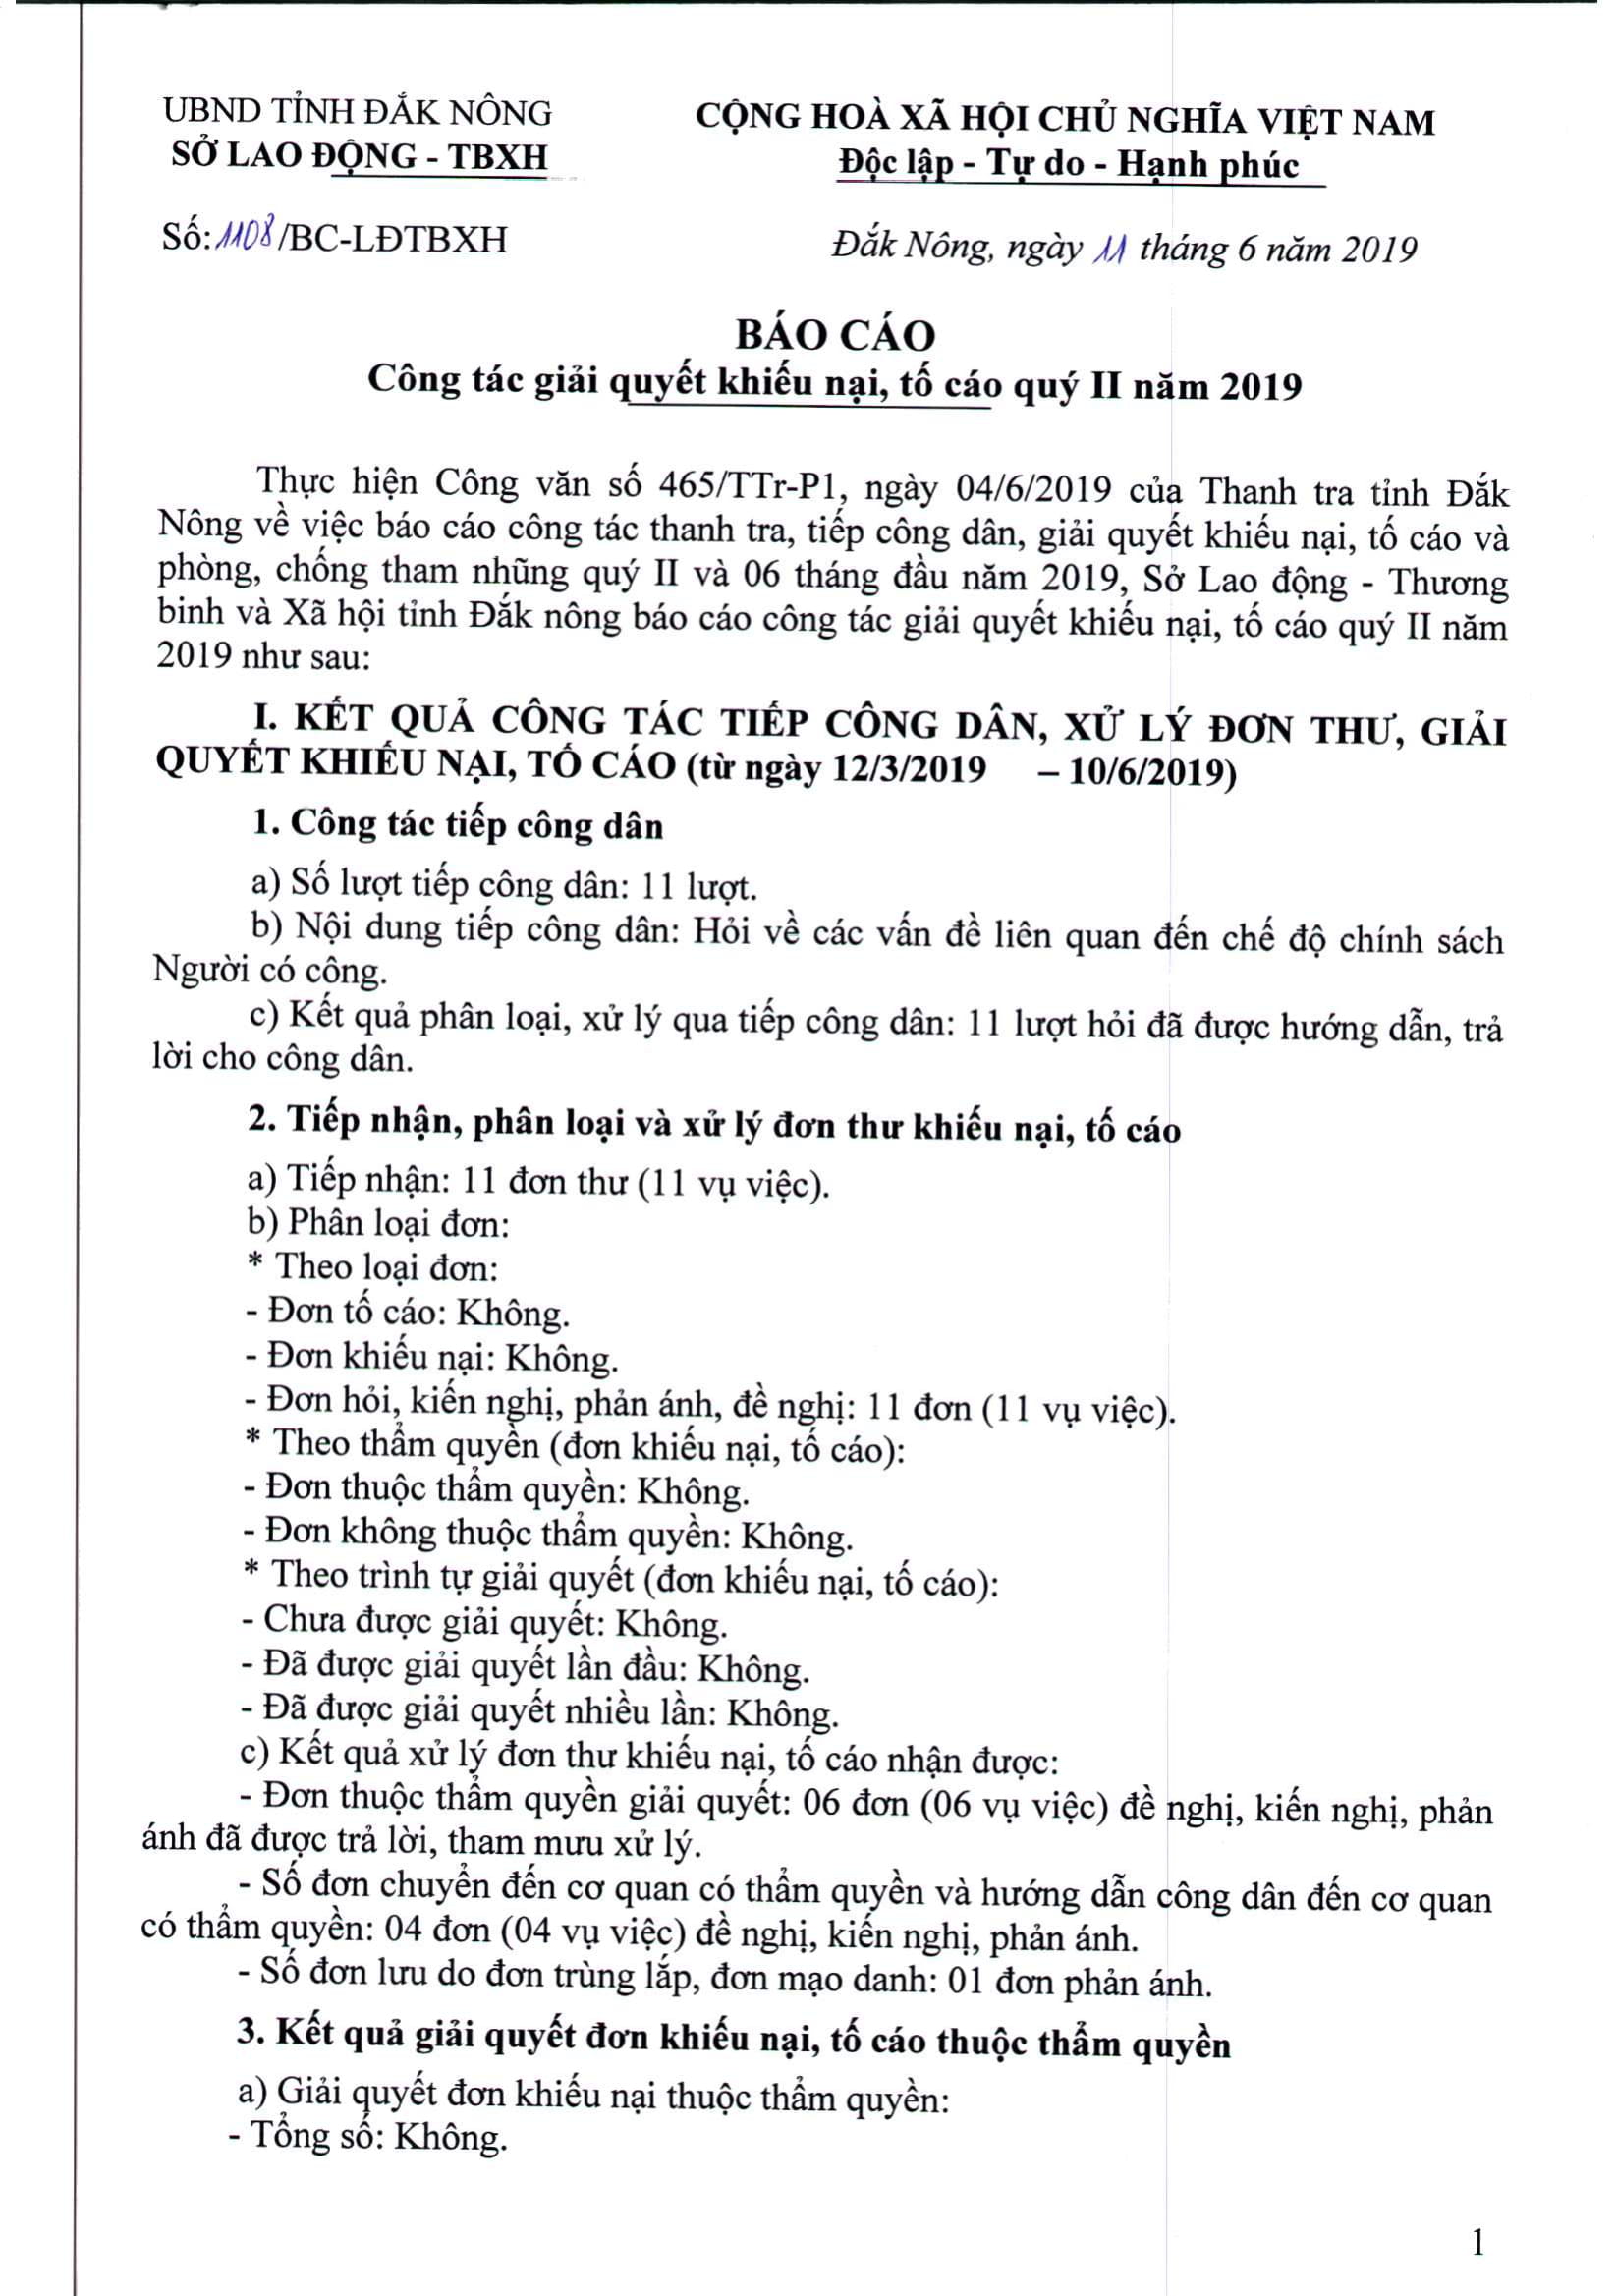 UBND TỈNH ĐẮK NÔNG
SỞ LAO ĐỘNG - TBXH
CỘNG HOÀ XÃ HỘI CHỦ NGHĨA VIỆT NAM
Độc lập - Tự do - Hạnh phúc
Số: 1108/BC-LĐTBXH
Đắk Nông, ngày 11 tháng 6 năm 2019
BÁO CÁO
Công tác giải quyết khiếu nại, tố cáo quý II năm 2019
Thực hiện Công văn số 465/TTr-P1, ngày 04/6/2019 của Thanh tra tỉnh Đắk
Nông về việc báo cáo công tác thanh tra, tiếp công dân, giải quyết khiếu nại, tố cáo và
phòng, chống tham nhũng quý II và 06 tháng đầu năm 2019, Sở Lao động - Thương
binh và Xã hội tỉnh Đắk nông báo cáo công tác giải quyết khiếu nại, tố cáo quý II năm
2019 như sau:
I. KẾT QUẢ CÔNG TÁC TIẾP CÔNG DÂN, XỬ LÝ ĐƠN THƯ, GIẢI
QUYẾT KHIẾU NẠI, TỐ CÁO (từ ngày 12/3/2019 – 10/6/2019)
1. Công tác tiếp công dân
a) Số lượt tiếp công dân: 11 lượt.
b) Nội dung tiếp công dân: Hỏi về các vấn đề liên quan đến chế độ chính sách
Người có công.
c) Kết quả phân loại, xử lý qua tiếp công dân: 11 lượt hỏi đã được hướng dẫn, trả
lời cho công dân.
2. Tiếp nhận, phân loại và xử lý đơn thư khiếu nại, tố cáo
a) Tiếp nhận: 11 đơn thư (11 vụ việc).
b) Phân loại đơn:
* Theo loại đơn:
- Đơn tố cáo: Không.
- Đơn khiếu nại: Không.
- Đơn hỏi, kiến nghị, phản ánh, đề nghị: 11 đơn (11 vụ việc).
* Theo thẩm quyền (đơn khiếu nại, tố cáo):
- Đơn thuộc thẩm quyền: Không.
- Đơn không thuộc thẩm quyền: Không.
* Theo trình tự giải quyết (đơn khiếu nại, tố cáo):
- Chưa được giải quyết: Không.
- Đã được giải quyết lần đầu: Không.
- Đã được giải quyết nhiều lần: Không.
c) Kết quả xử lý đơn thư khiếu nại, tố cáo nhận được:
- Đơn thuộc thẩm quyền giải quyết: 06 đơn (06 vụ việc) đề nghị, kiến nghị, phản
ánh đã được trả lời, tham mưu xử lý.
- Số đơn chuyển đến cơ quan có thẩm quyền và hướng dẫn công dân đến cơ quan
có thẩm quyền: 04 đơn (04 vụ việc) đề nghị, kiến nghị, phản ánh.
- Số đơn lưu do đơn trùng lắp, đơn mạo danh: 01 đơn phản ánh.
3. Kết quả giải quyết đơn khiếu nại, tố cáo thuộc thẩm quyền
a) Giải quyết đơn khiếu nại thuộc thẩm quyền:
- Tổng số: Không.
1